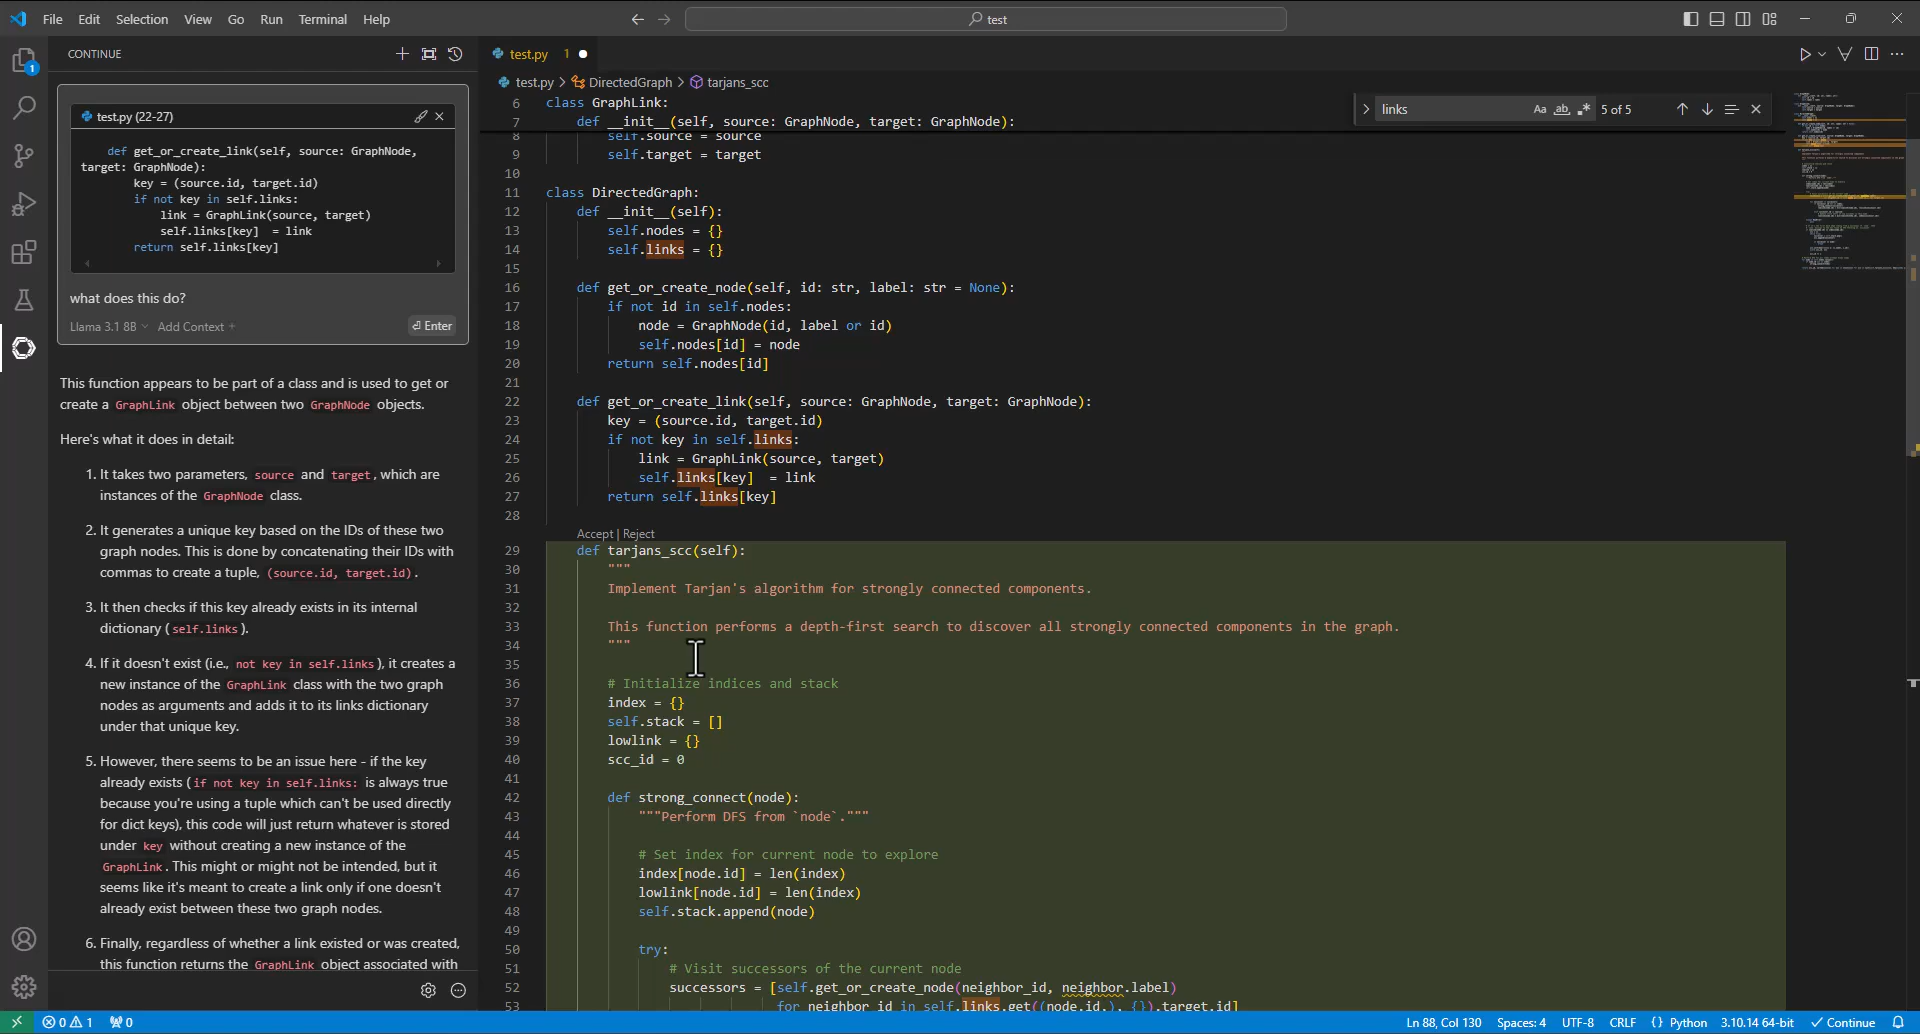 File Edit Selection View Go Run Terminal Help
test
CONTINUE
test.py (22-27)
def get_or_create_link(self, source: GraphNode,
target: GraphNode):
key = (source.id, target.id)
if not key in self.links:
link = GraphLink(source, target)
self.links[key]  = link
return self.links[key]
what does this do?
Llama 3.1 8B Add Context +
Enter
This function appears to be part of a class and is used to get or
create a GraphLink object between two GraphNode objects.
Here's what it does in detail:
1. It takes two parameters, source and target, which are
instances of the GraphNode class.
2. It generates a unique key based on the IDs of these two
graph nodes. This is done by concatenating their IDs with
commas to create a tuple, (source.id, target.id).
3. It then checks if this key already exists in its internal
dictionary (self.links).
4. If it doesn't exist (i.e., not key in self.links), it creates a
new instance of the GraphLink class with the two graph
nodes as arguments and adds it to its links dictionary
under that unique key.
5. However, there seems to be an issue here - if the key
already exists (if not key in self.links: is always true
because you're using a tuple which can't be used directly
for dict keys), this code will just return whatever is stored
under key without creating a new instance of the
GraphLink. This might or might not be intended, but it
seems like it's meant to create a link only if one doesn't
already exist between these two graph nodes.
6. Finally, regardless of whether a link existed or was created,
this function returns the GraphLink object associated with
test.py 1
test.py > DirectedGraph > tarjans_scc
links Aa ab 5 of 5
6 class GraphLink:
7 def __init__(self, source: GraphNode, target: GraphNode):
8 self.source = source
9 self.target = target
10
11 class DirectedGraph:
12 def __init__(self):
13 self.nodes = {}
14 self.links = {}
15
16 def get_or_create_node(self, id: str, label: str = None):
17 if not id in self.nodes:
18 node = GraphNode(id, label or id)
19 self.nodes[id] = node
20 return self.nodes[id]
21
22 def get_or_create_link(self, source: GraphNode, target: GraphNode):
23 key = (source.id, target.id)
24 if not key in self.links:
25 link = GraphLink(source, target)
26 self.links[key]  = link
27 return self.links[key]
28
Accept | Reject
29 def tarjans_scc(self):
30 """
31 Implement Tarjan's algorithm for strongly connected components.
32
33 This function performs a depth-first search to discover all strongly connected components in the graph.
34 """
35
36 # Initialize indices and stack
37 index = {}
38 self.stack = []
39 lowlink = {}
40 scc_id = 0
41
42 def strong_connect(node):
43 """Perform DFS from `node`."""
44
45 # Set index for current node to explore
46 index[node.id] = len(index)
47 lowlink[node.id] = len(index)
48 self.stack.append(node)
49
50 try:
51 # Visit successors of the current node
52 successors = [self.get_or_create_node(neighbor_id, neighbor.label)
53 for neighbor_id in self.links.get((node.id,), {}).target.id]
0 1 0 Ln 88, Col 130 Spaces: 4 UTF-8 CRLF {} Python 3.10.14 64-bit Continue